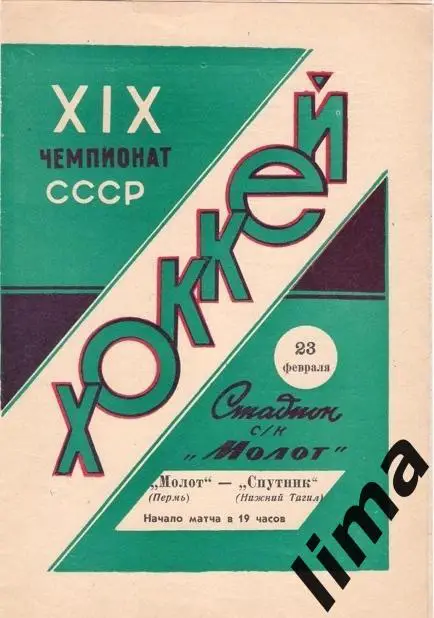 XIX
ЧЕМПИОНАТ
СССР
ХОККЕЙ
23
февраля
Стадион
с/к
„Молот"
„Молот“ — „Спутник“
(Пермь) (Нижний Тагил)
Начало матча в 19 часов
lima